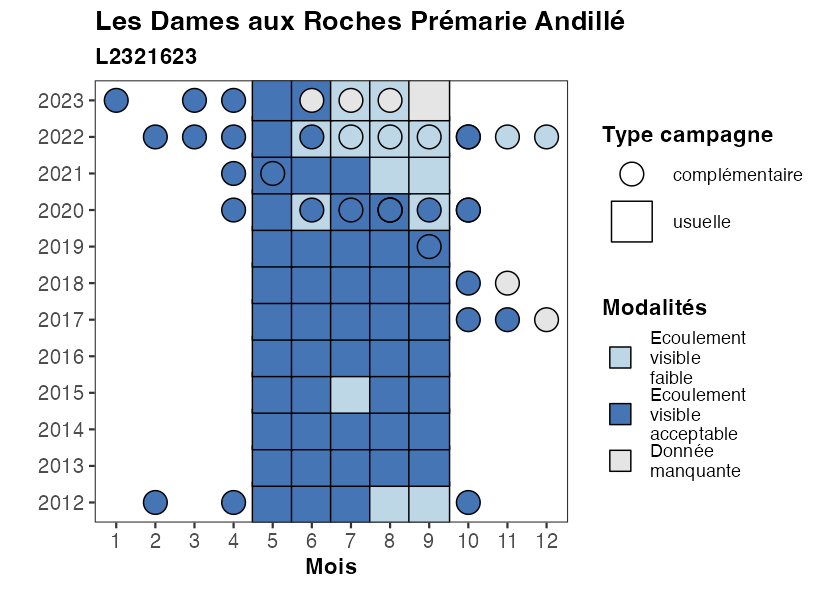 Les Dames aux Roches Prémarie Andillé
L2321623
2023
2022
2021
2020
2019
2018
2017
2016
2015
2014
2013
2012
1 2 3 4 5 6 7 8 9 10 11 12
Mois
Type campagne
complémentaire
usuelle
Modalités
Ecoulement
visible
faible
Ecoulement
visible
acceptable
Donnée
manquante